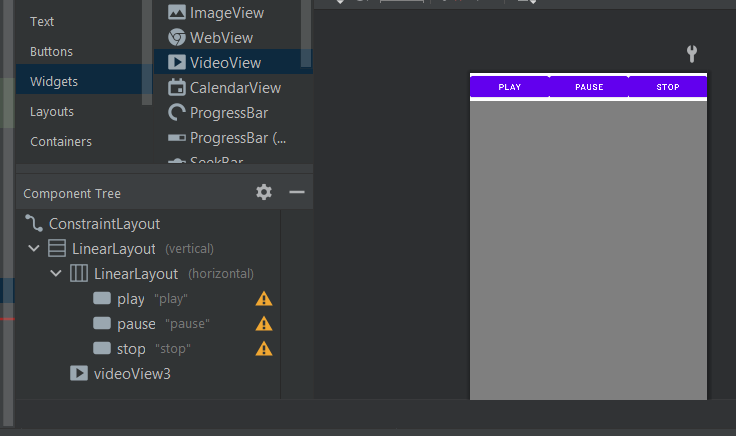 Text
Buttons
Widgets
Layouts
Containers
ImageView
WebView
VideoView
CalendarView
ProgressBar
ProgressBar (...
SeekBar
Component Tree
ConstraintLayout
LinearLayout (vertical)
LinearLayout (horizontal)
play "play"
pause "pause"
stop "stop"
videoView3
PLAY PAUSE STOP